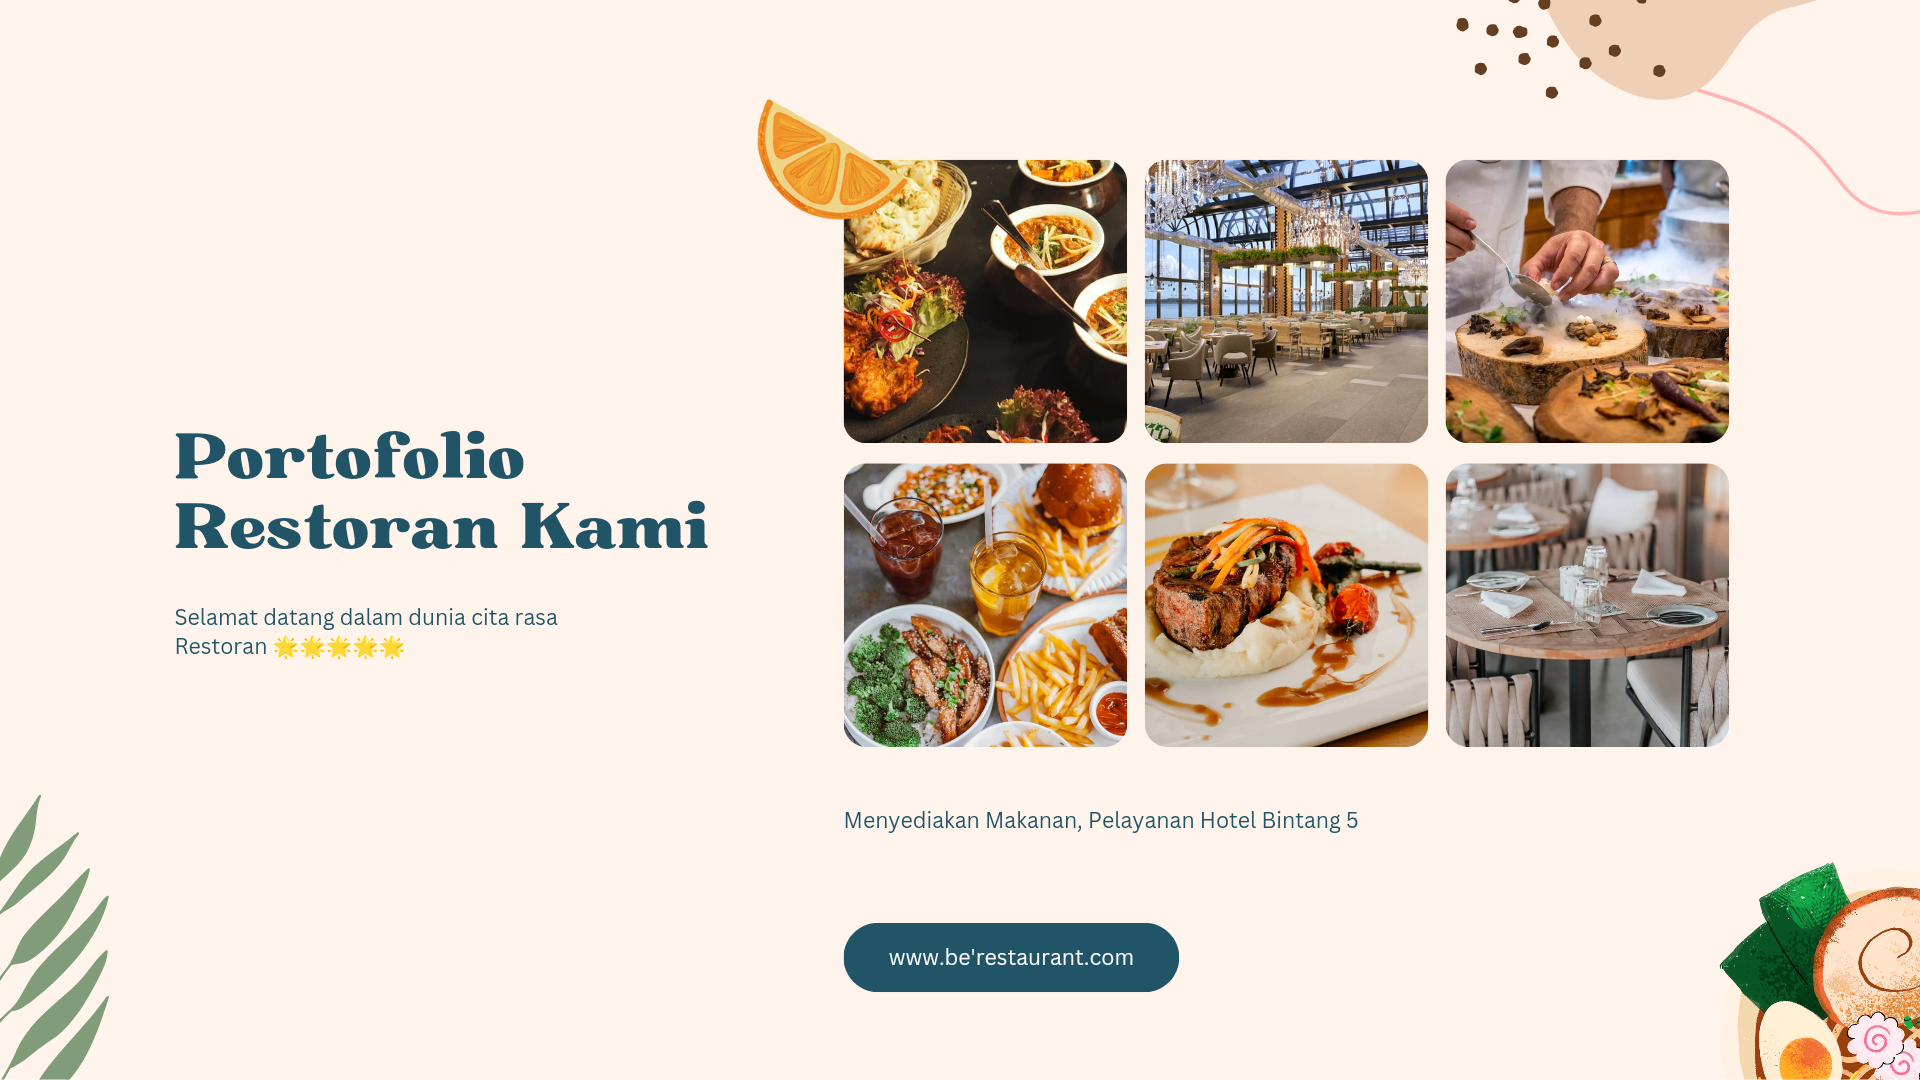 Portofolio
Restoran Kami
Selamat datang dalam dunia cita rasa
Restoran 🌟🌟🌟🌟🌟
Menyediakan Makanan, Pelayanan Hotel Bintang 5
www.be'restaurant.com